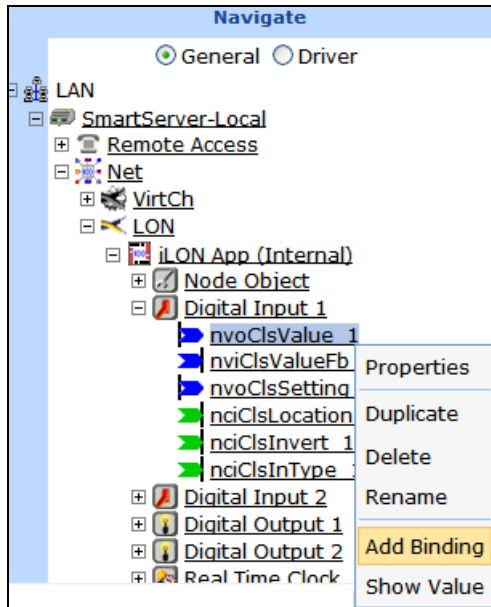 Navigate
General Driver
LAN
SmartServer-Local
Remote Access
Net
VirtCh
LON
iLON App (Internal)
Node Object
Digital Input 1
nvoClsValue_1
nviClsValueFb
nvoClsSetting
nciClsLocation
nciClsInvert_1
nciClsInType_
Digital Input 2
Digital Output 1
Digital Output 2
Real Time Clock
Properties
Duplicate
Delete
Rename
Add Binding
Show Value